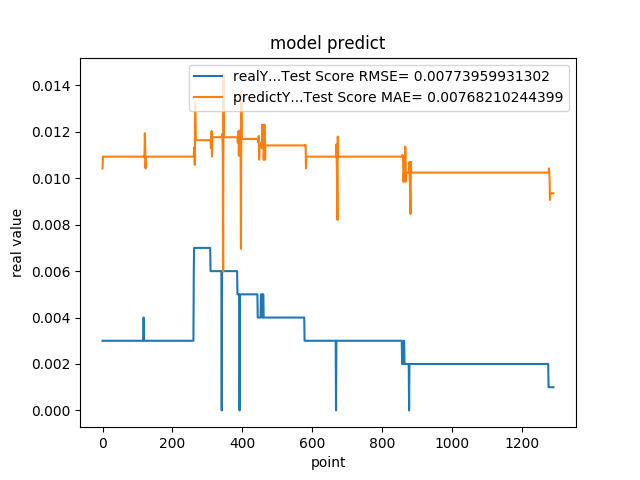 model predict
realY...Test Score RMSE= 0.00773959931302
predictY...Test Score MAE= 0.00768210244399
0.014
0.012
0.010
0.008
0.006
0.004
0.002
0.000
real value
0 200 400 600 800 1000 1200
point